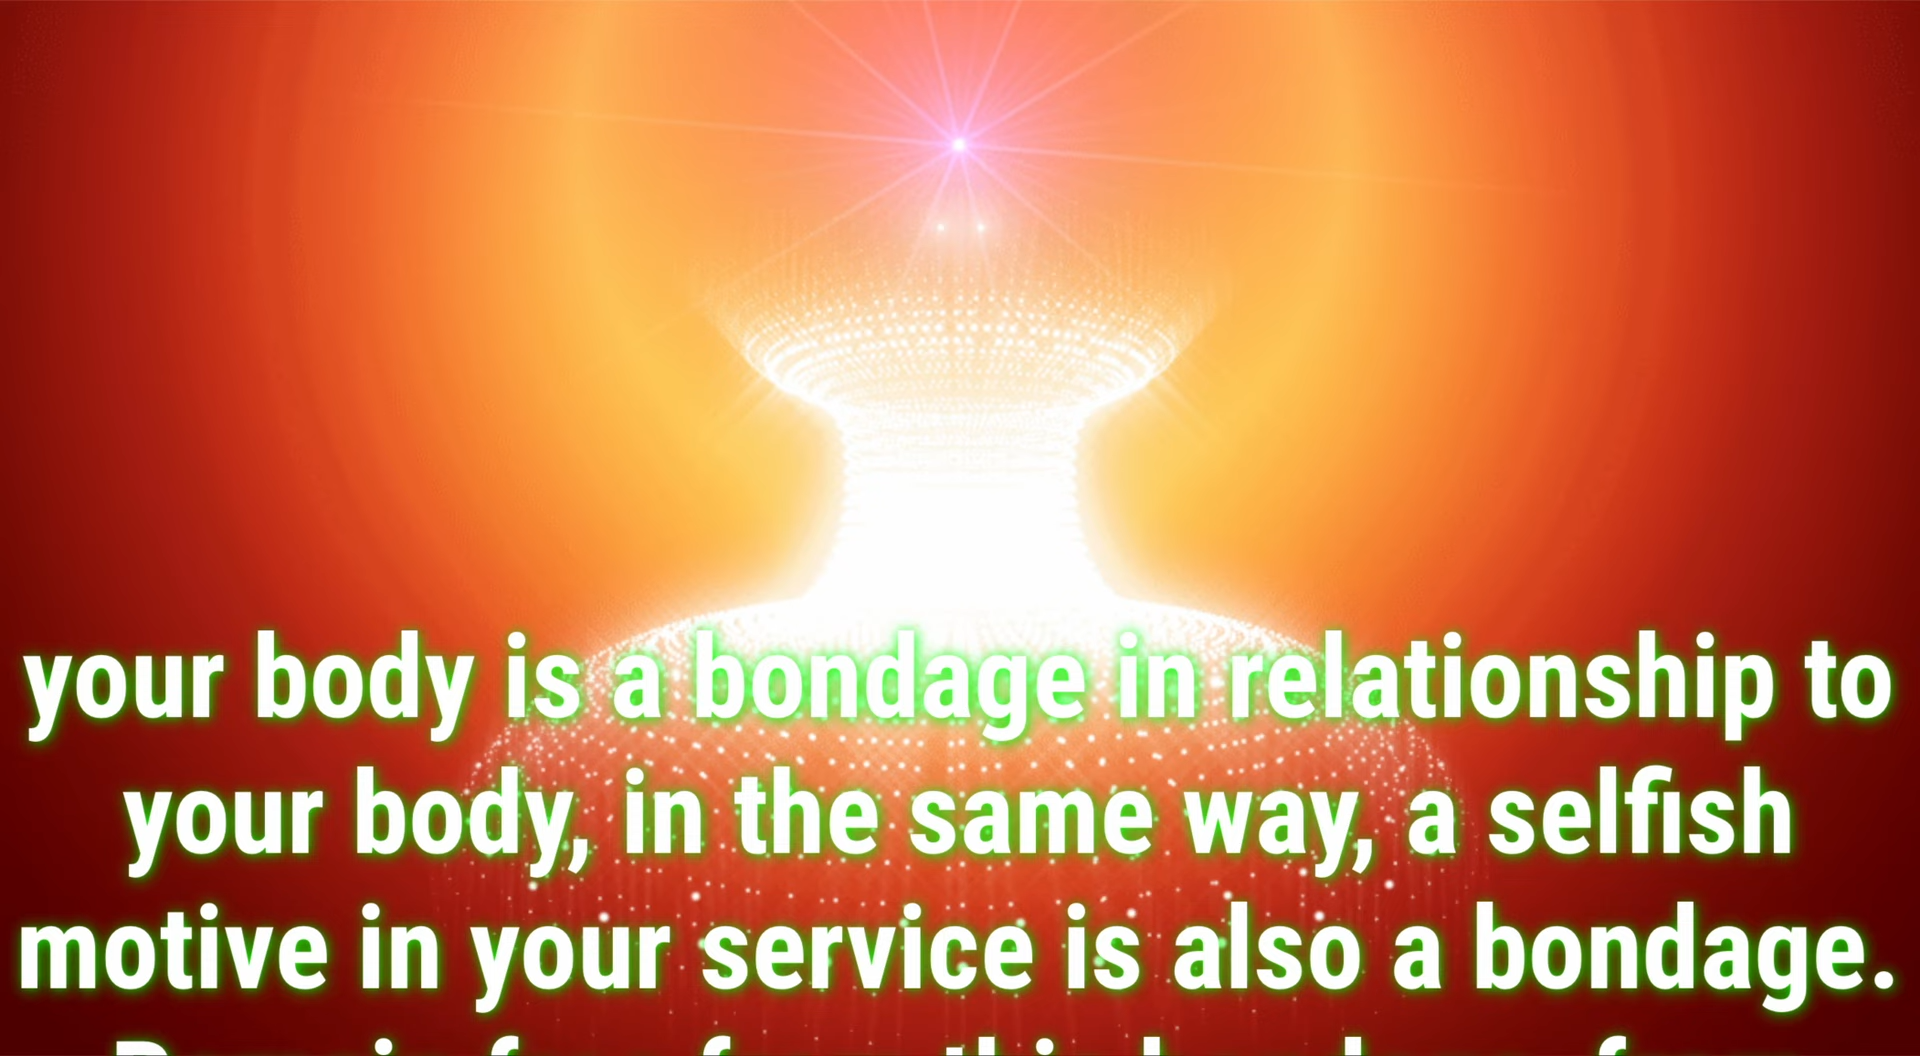 your body is a bondage in relationship to
your body, in the same way, a selfish
motive in your service is also a bondage.